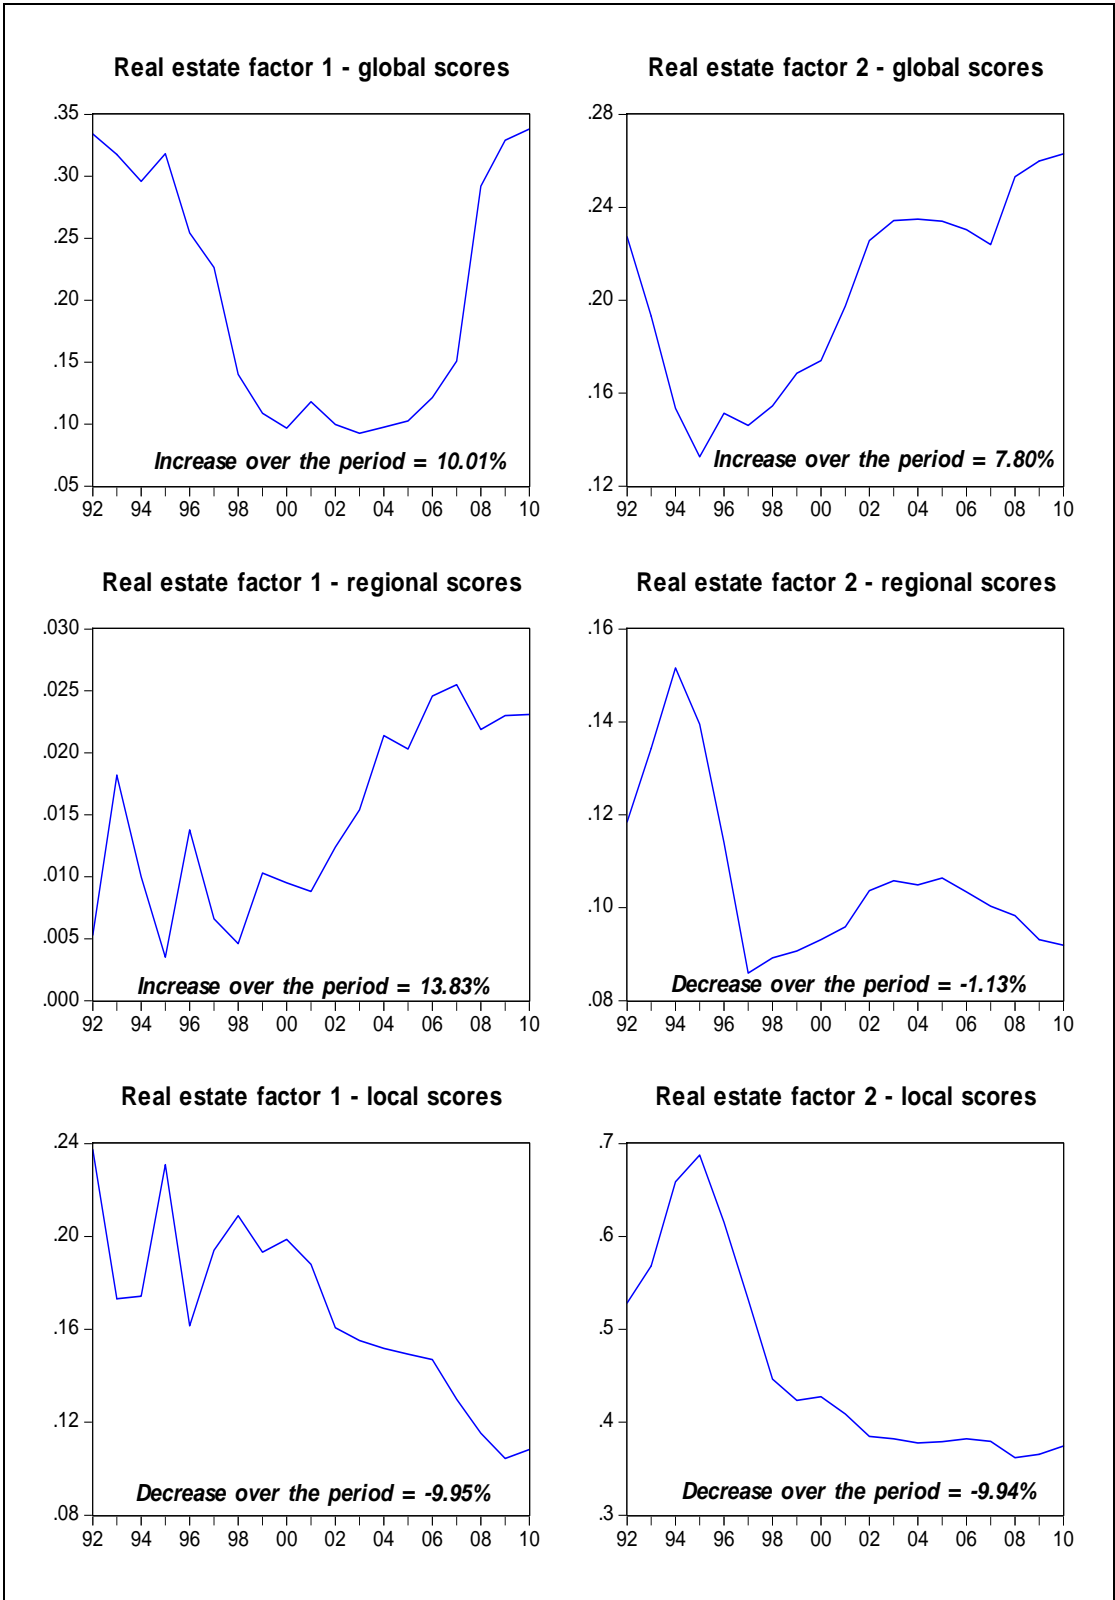 Real estate factor 1 - global scores
.35
.30
.25
.20
.15
.10
.05
Increase over the period = 10.01%
92 94 96 98 00 02 04 06 08 10
Real estate factor 2 - global scores
.28
.24
.20
.16
.12
Increase over the period = 7.80%
92 94 96 98 00 02 04 06 08 10
Real estate factor 1 - regional scores
.030
.025
.020
.015
.010
.005
.000
Increase over the period = 13.83%
92 94 96 98 00 02 04 06 08 10
Real estate factor 2 - regional scores
.16
.14
.12
.10
.08
Decrease over the period = -1.13%
92 94 96 98 00 02 04 06 08 10
Real estate factor 1 - local scores
.24
.20
.16
.12
.08
Decrease over the period = -9.95%
92 94 96 98 00 02 04 06 08 10
Real estate factor 2 - local scores
.7
.6
.5
.4
.3
Decrease over the period = -9.94%
92 94 96 98 00 02 04 06 08 10